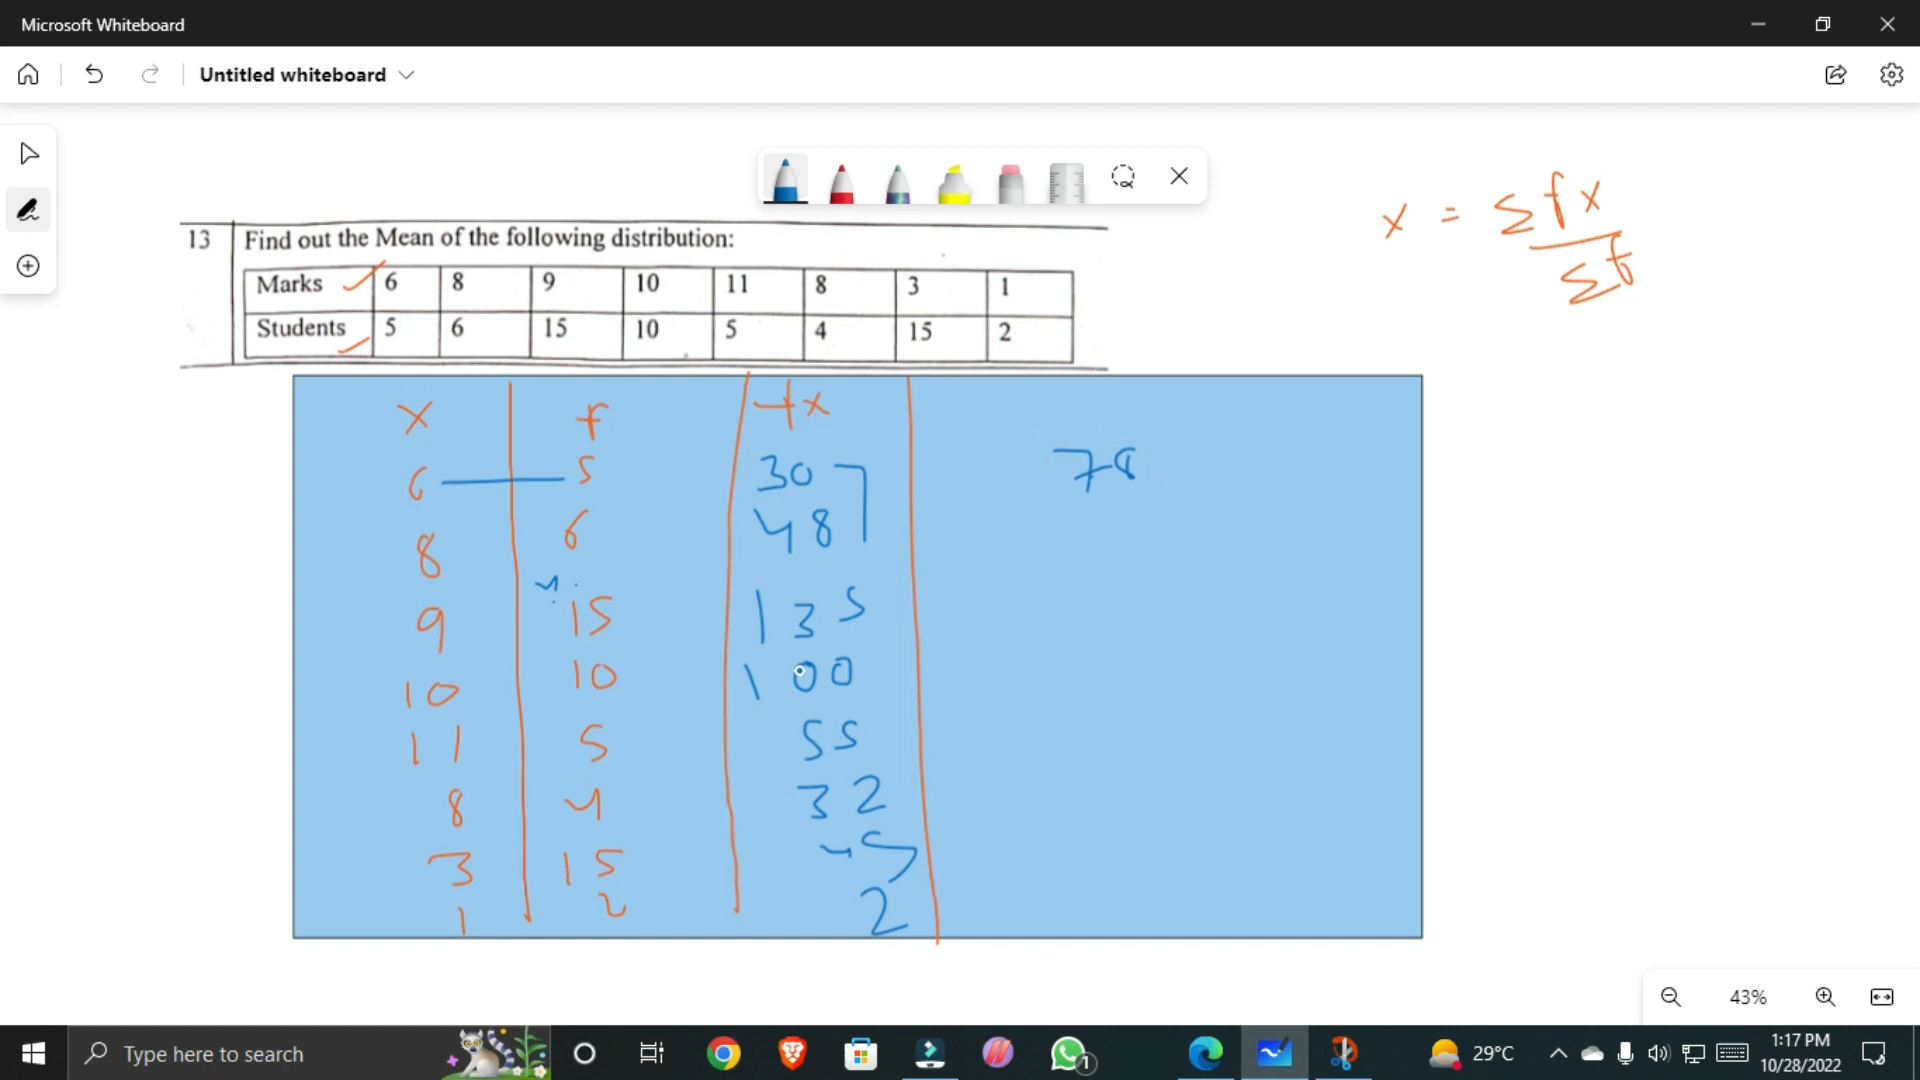 Microsoft Whiteboard
Untitled whiteboard
x = Σfx
Σf
13 Find out the Mean of the following distribution:
Marks 6 8 9 10 11 8 3 1
Students 5 6 15 10 5 4 15 2
x f fx
6 5 30 78
8 6 48
4
9 15 135
10 10 100
11 5 55
8 4 32
3 15 45
1 2 2
43%
Type here to search
1
29°C
1:17 PM
10/28/2022